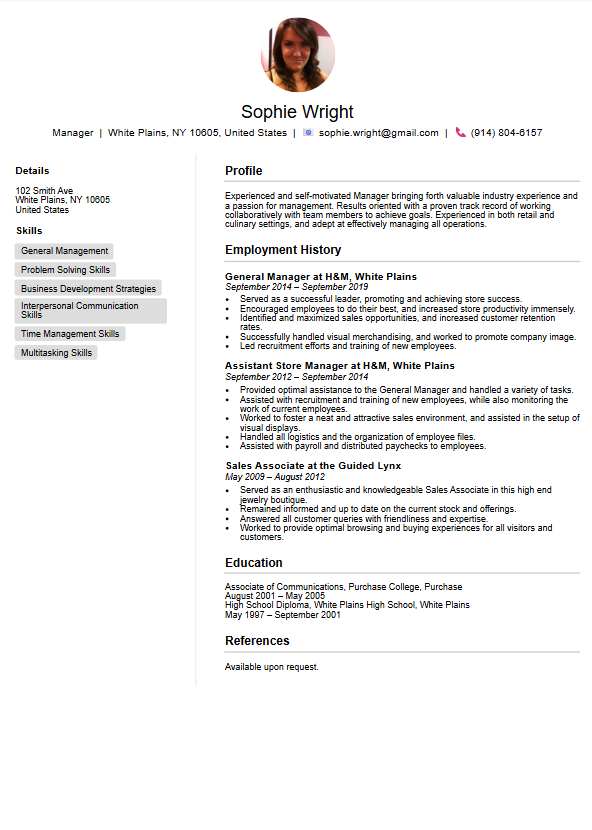 Sophie Wright
Manager | White Plains, NY 10605, United States | sophie.wright@gmail.com | (914) 804-6157
Details
102 Smith Ave
White Plains, NY 10605
United States
Skills
General Management
Problem Solving Skills
Business Development Strategies
Interpersonal Communication
Skills
Time Management Skills
Multitasking Skills
Profile
Experienced and self-motivated Manager bringing forth valuable industry experience and
a passion for management. Results oriented with a proven track record of working
collaboratively with team members to achieve goals. Experienced in both retail and
culinary settings, and adept at effectively managing all operations.
Employment History
General Manager at H&M, White Plains
September 2014 – September 2019
• Served as a successful leader, promoting and achieving store success.
• Encouraged employees to do their best, and increased store productivity immensely.
• Identified and maximized sales opportunities, and increased customer retention
rates.
• Successfully handled visual merchandising, and worked to promote company image.
• Led recruitment efforts and training of new employees.
Assistant Store Manager at H&M, White Plains
September 2012 – September 2014
• Provided optimal assistance to the General Manager and handled a variety of tasks.
• Assisted with recruitment and training of new employees, while also monitoring the
work of current employees.
• Worked to foster a neat and attractive sales environment, and assisted in the setup of
visual displays.
• Handled all logistics and the organization of employee files.
• Assisted with payroll and distributed paychecks to employees.
Sales Associate at the Guided Lynx
May 2009 – August 2012
• Served as an enthusiastic and knowledgeable Sales Associate in this high end
jewelry boutique.
• Remained informed and up to date on the current stock and offerings.
• Answered all customer queries with friendliness and expertise.
• Worked to provide optimal browsing and buying experiences for all visitors and
customers.
Education
Associate of Communications, Purchase College, Purchase
August 2001 – May 2005
High School Diploma, White Plains High School, White Plains
May 1997 – September 2001
References
Available upon request.